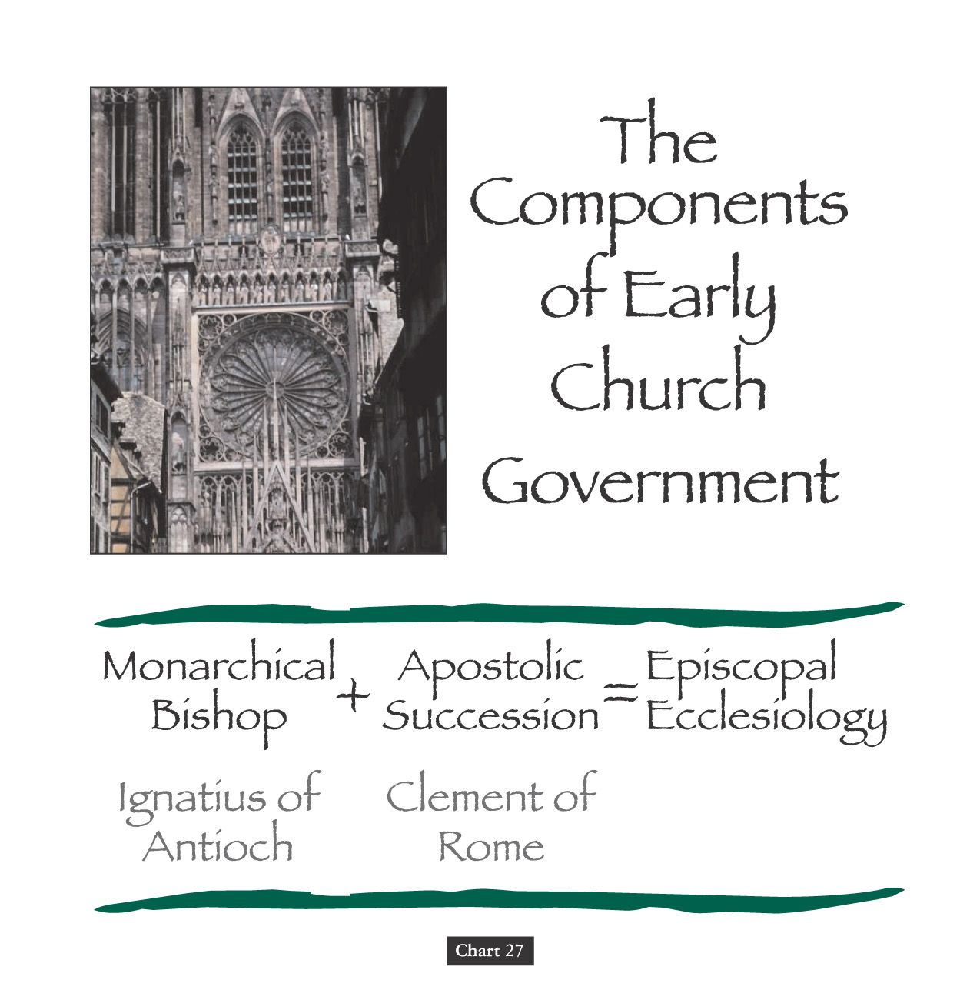 The
Components
of Early
Church
Government
Monarchical
Bishop
+
Apostolic
Succession
=
Episcopal
Ecclesiology
Ignatius of
Antioch
Clement of
Rome
Chart 27